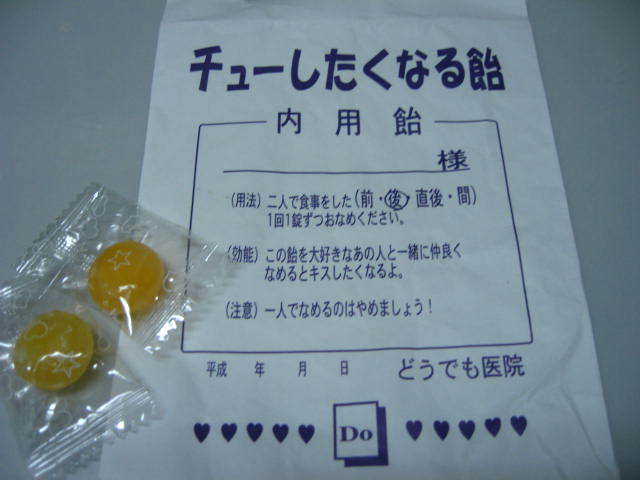 チューしたくなる飴
内用飴
様
(用法) 二人で食事をした(前・後・直後・間)
1回1錠ずつおなめください。
(効能) この飴を大好きなあの人と一緒に仲良く
なめるとキスしたくなるよ。
(注意) 一人でなめるのはやめましょう!
平成 年 月 日 どうでも医院
♥♥♥♥♥ Do ♥♥♥♥♥